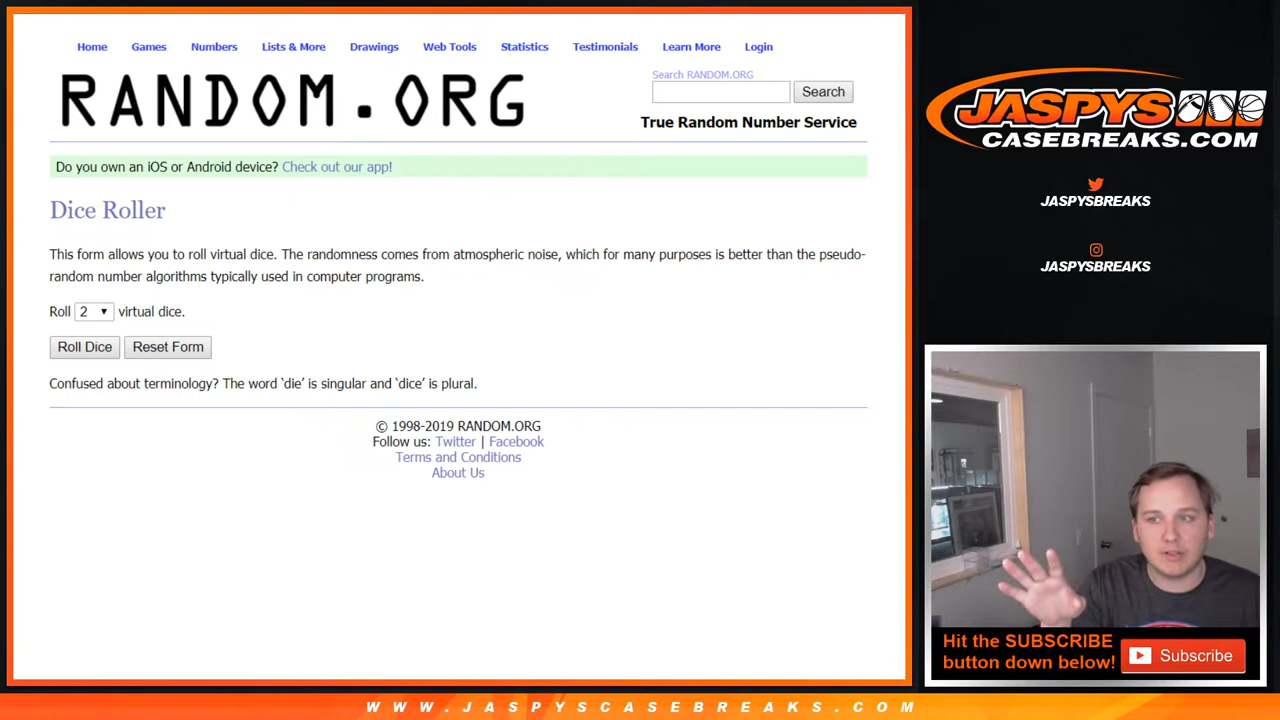 Home Games Numbers Lists & More Drawings Web Tools Statistics Testimonials Learn More Login
RANDOM.ORG
Search RANDOM.ORG
Search
True Random Number Service
Do you own an iOS or Android device? Check out our app!
Dice Roller
This form allows you to roll virtual dice. The randomness comes from atmospheric noise, which for many purposes is better than the pseudo-
random number algorithms typically used in computer programs.
Roll 2 virtual dice.
Roll Dice Reset Form
Confused about terminology? The word ‘die’ is singular and ‘dice’ is plural.
© 1998-2019 RANDOM.ORG
Follow us: Twitter | Facebook
Terms and Conditions
About Us
JASPYS
CASEBREAKS.COM
JASPYSBREAKS
JASPYSBREAKS
Hit the SUBSCRIBE
button down below!
Subscribe
WWW.JASPYSCASEBREAKS.COM